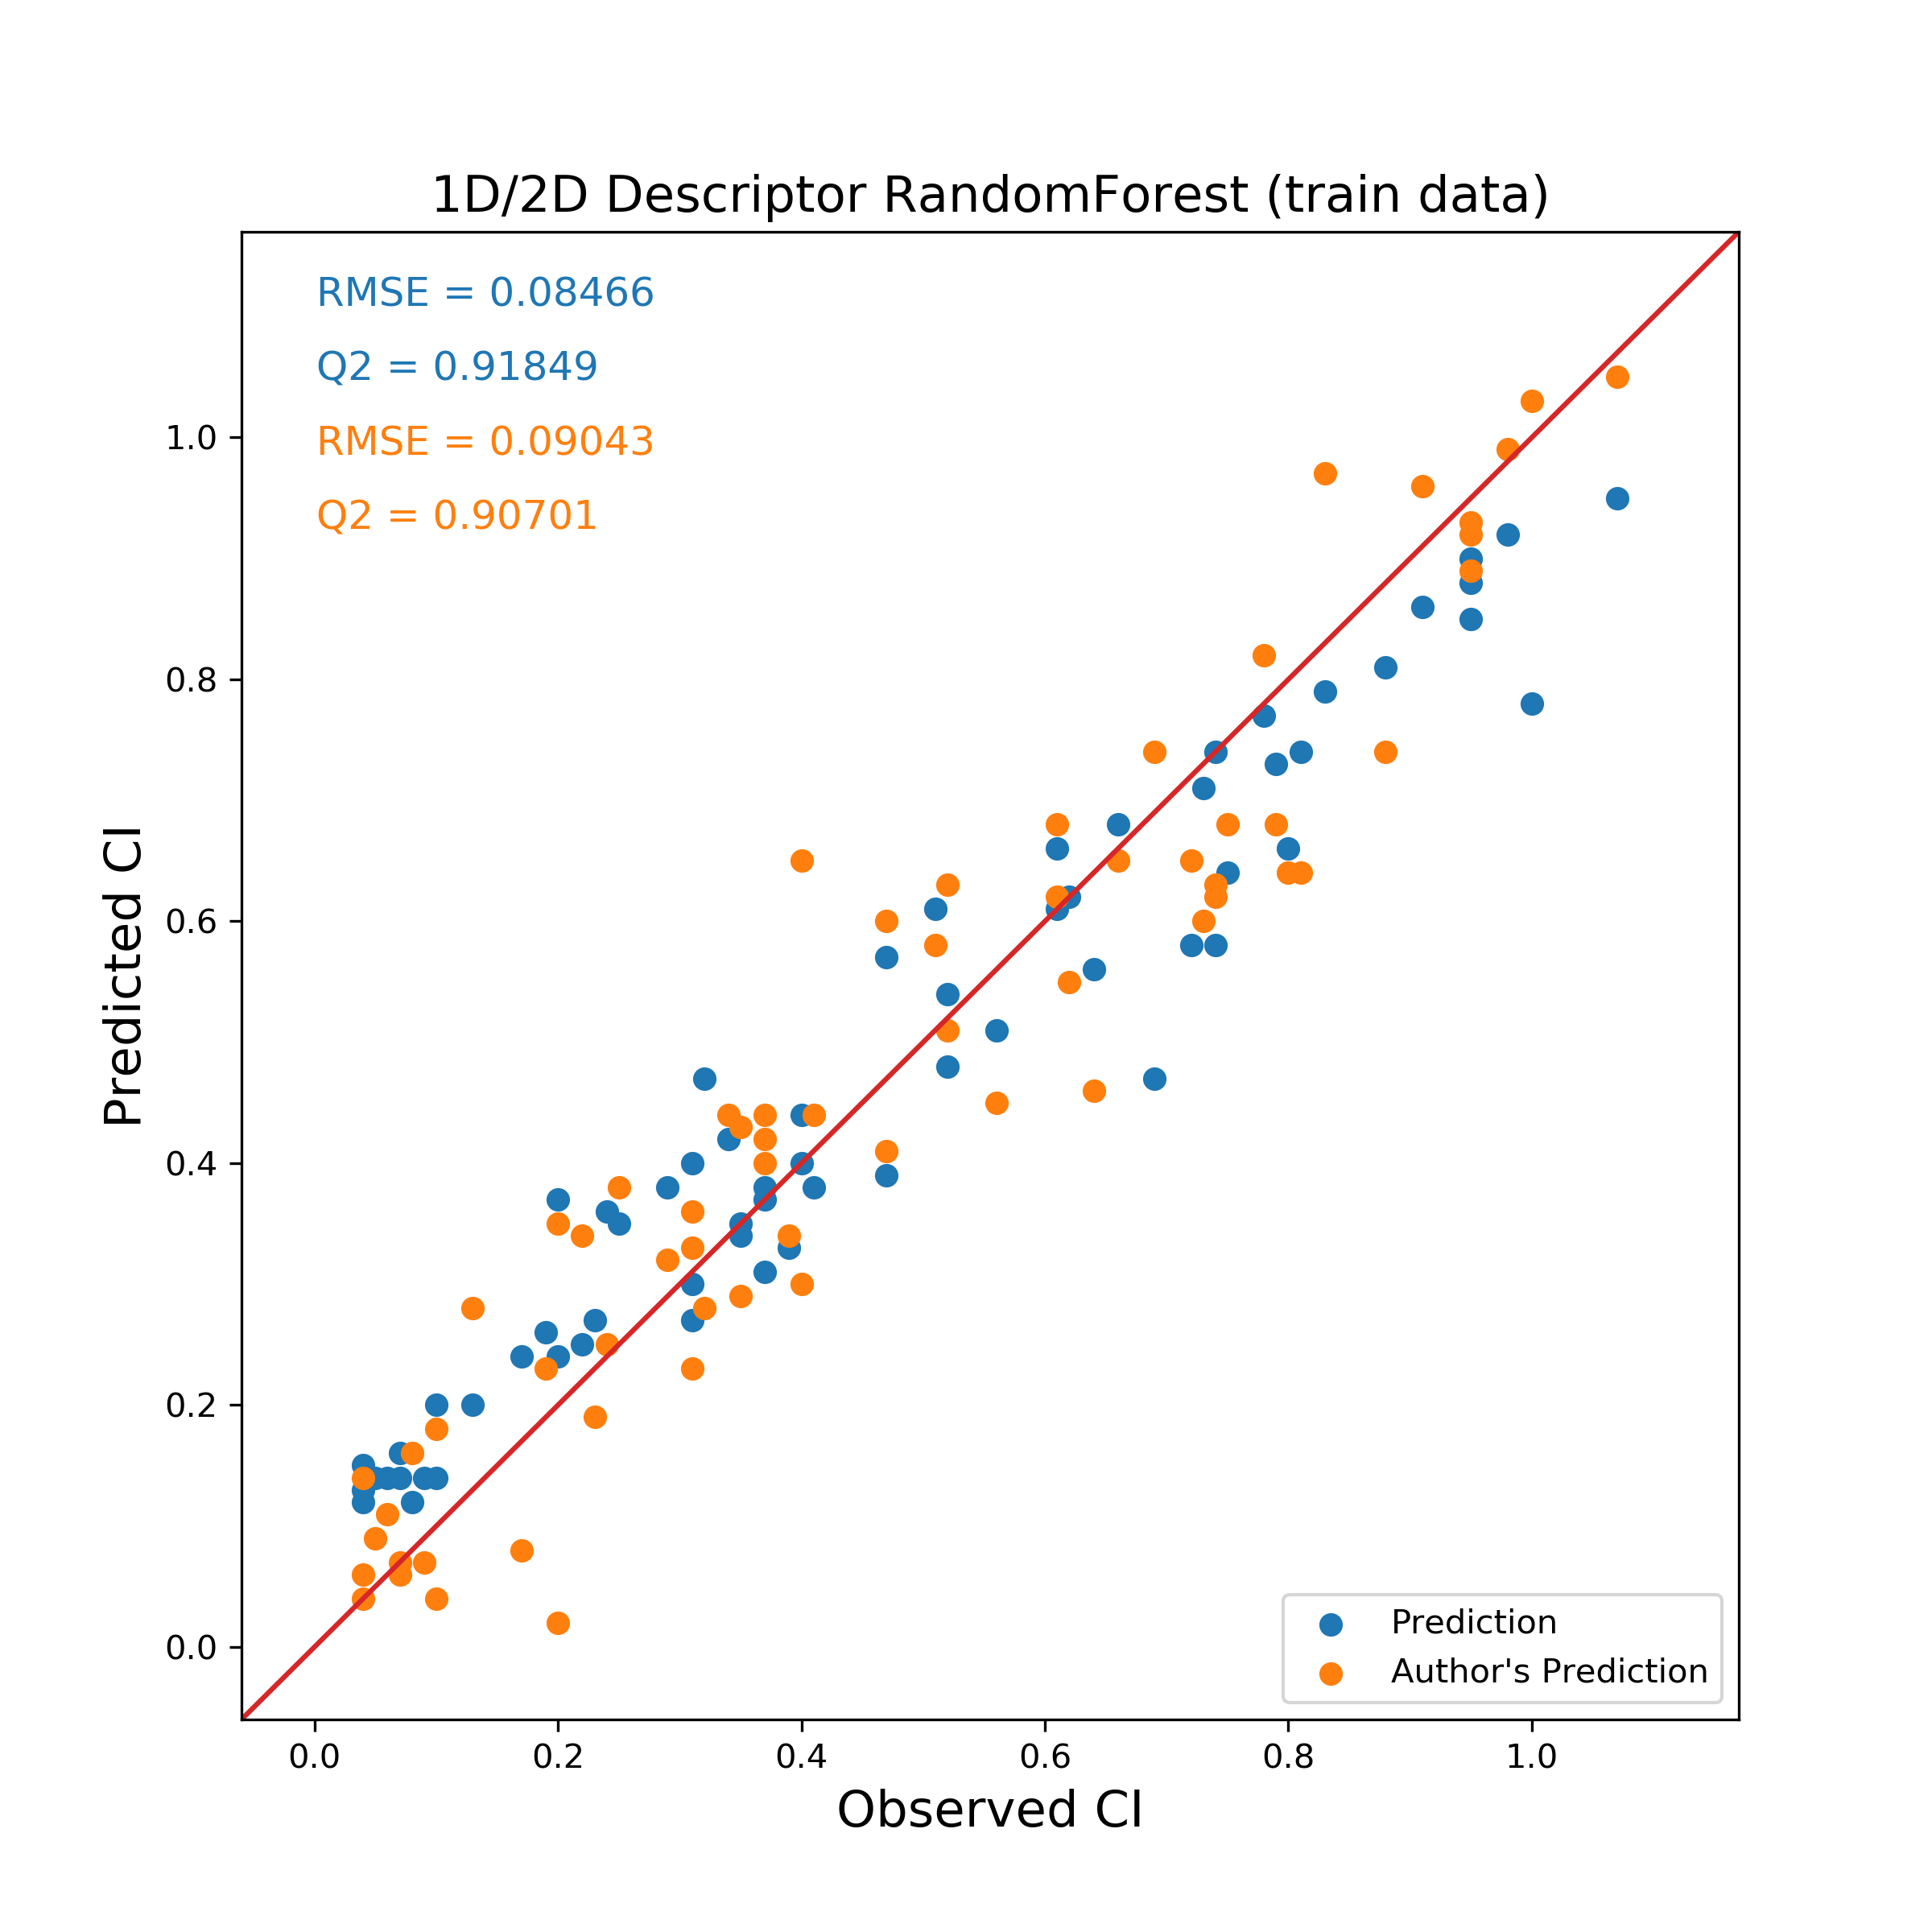 1D/2D Descriptor RandomForest (train data)
RMSE = 0.08466
Q2 = 0.91849
RMSE = 0.09043
Q2 = 0.90701
Predicted CI
1.0
0.8
0.6
0.4
0.2
0.0
Prediction
Author's Prediction
0.0 0.2 0.4 0.6 0.8 1.0
Observed CI